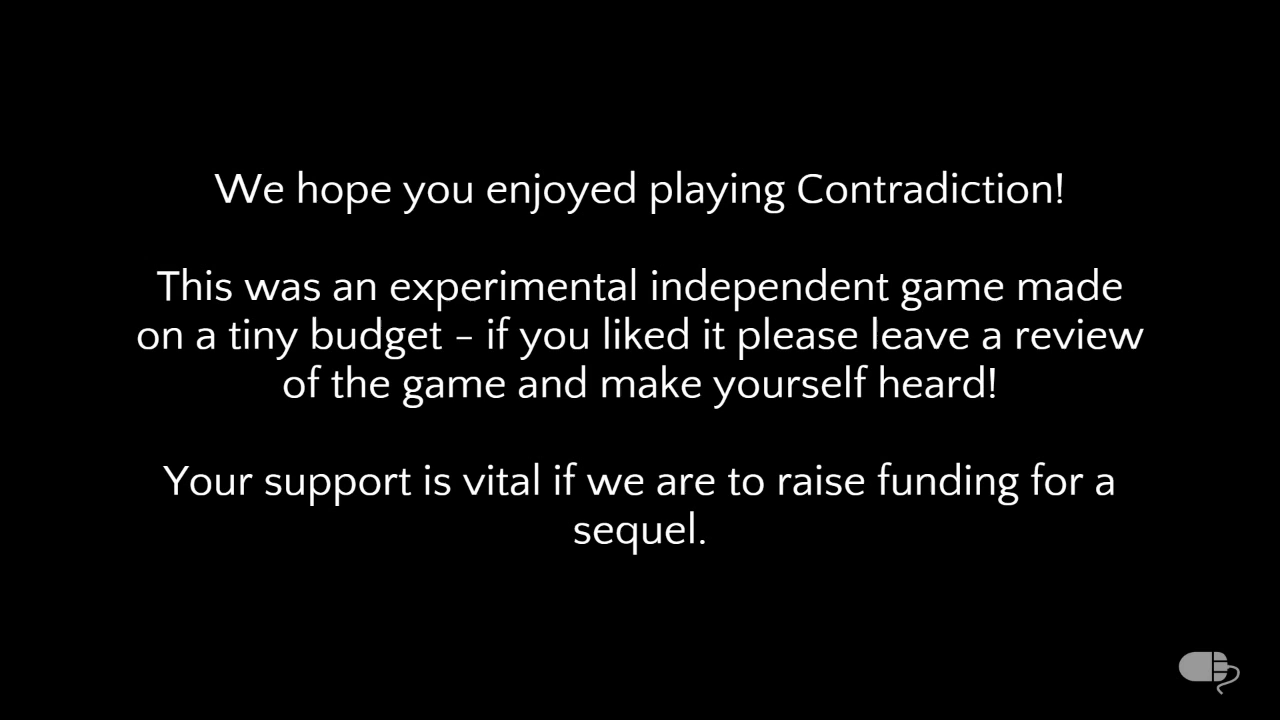 We hope you enjoyed playing Contradiction!
This was an experimental independent game made
on a tiny budget - if you liked it please leave a review
of the game and make yourself heard!
Your support is vital if we are to raise funding for a
sequel.